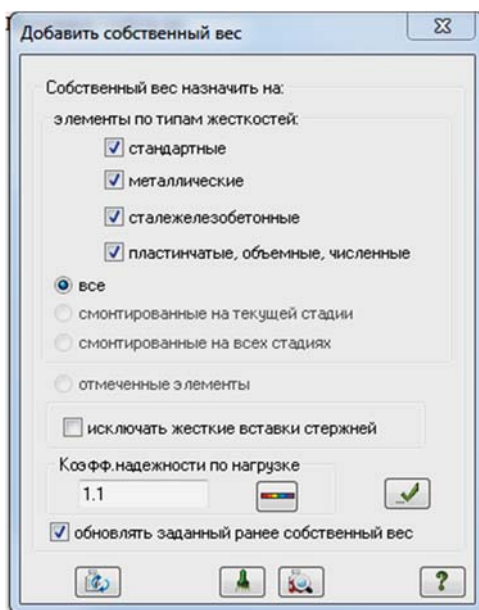 Добавить собственный вес
Собственный вес назначить на:
элементы по типам жесткостей:
стандартные
металлические
сталежелезобетонные
пластинчатые, объемные, численные
все
смонтированные на текущей стадии
смонтированные на всех стадиях
отмеченные элементы
исключать жесткие вставки стержней
Коэфф.надежности по нагрузке
1.1
обновлять заданный ранее собственный вес
?